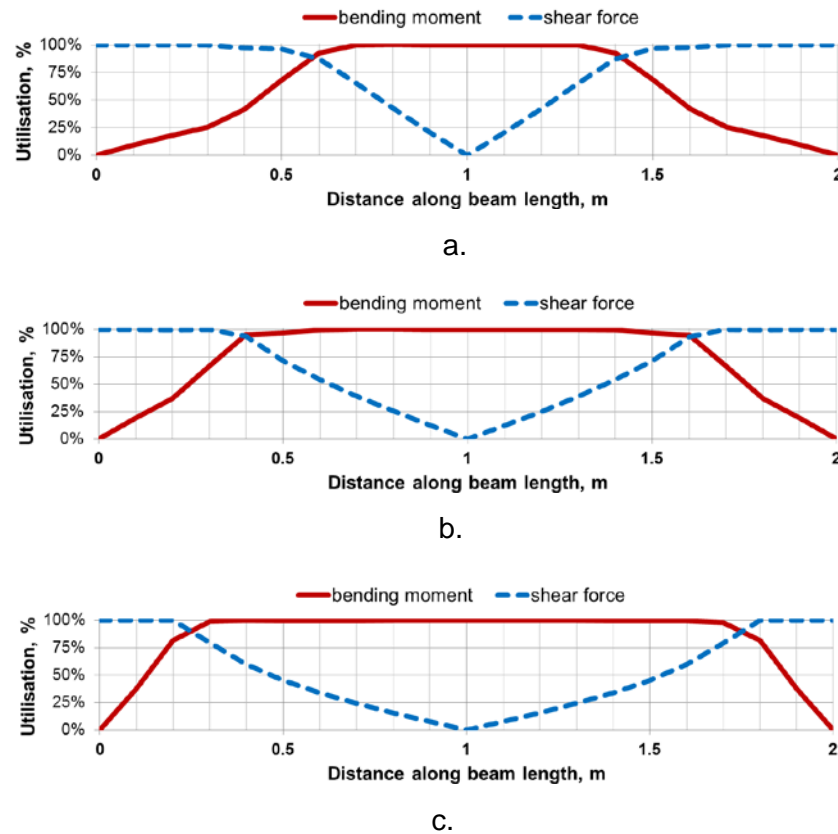 bending moment shear force
100%
75%
50%
25%
0%
Utilisation, %
0 0.5 1 1.5 2
Distance along beam length, m
a.
bending moment shear force
100%
75%
50%
25%
0%
Utilisation, %
0 0.5 1 1.5 2
Distance along beam length, m
b.
bending moment shear force
100%
75%
50%
25%
0%
Utilisation, %
0 0.5 1 1.5 2
Distance along beam length, m
c.